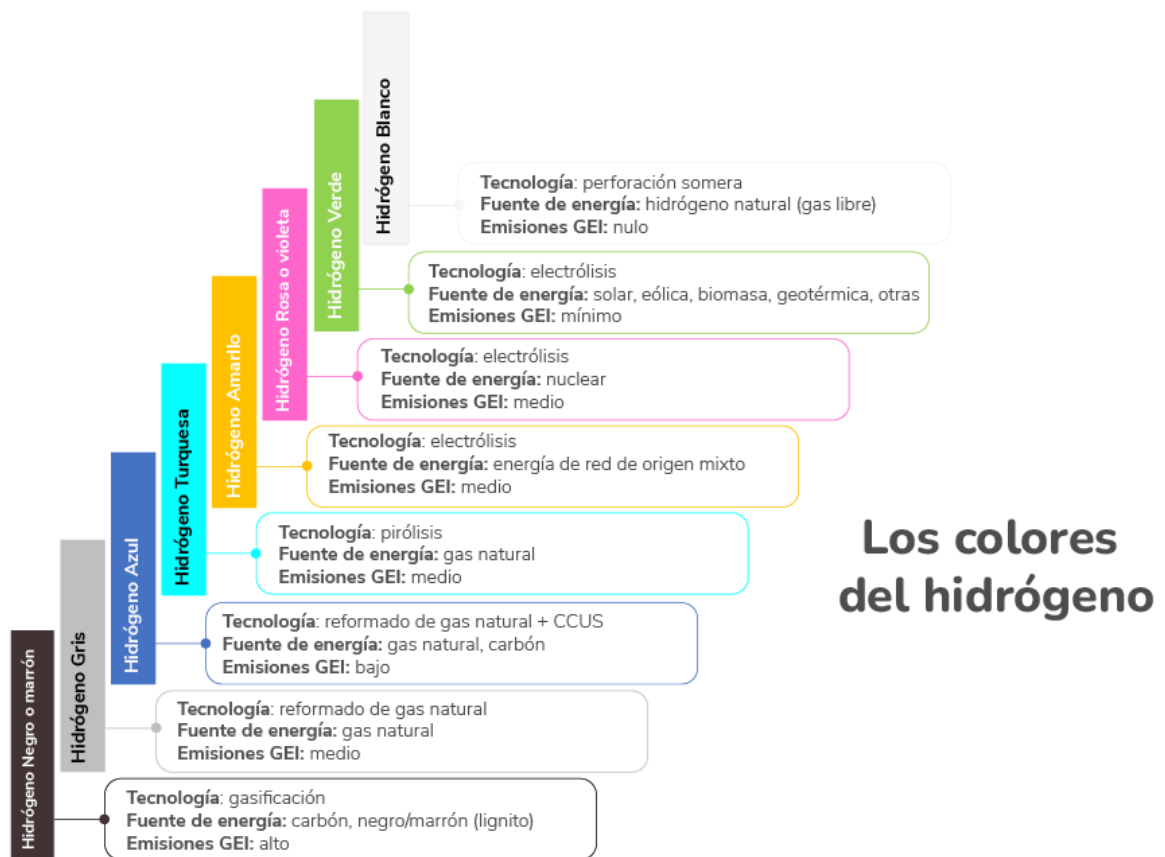 Hidrógeno Blanco
Tecnología: perforación somera
Fuente de energía: hidrógeno natural (gas libre)
Emisiones GEI: nulo
Hidrógeno Verde
Tecnología: electrólisis
Fuente de energía: solar, eólica, biomasa, geotérmica, otras
Emisiones GEI: mínimo
Hidrógeno Rosa o violeta
Tecnología: electrólisis
Fuente de energía: nuclear
Emisiones GEI: medio
Hidrógeno Amarllo
Tecnología: electrólisis
Fuente de energía: energía de red de origen mixto
Emisiones GEI: medio
Hidrógeno Turquesa
Tecnología: pirólisis
Fuente de energía: gas natural
Emisiones GEI: medio
Hidrógeno Azul
Tecnología: reformado de gas natural + CCUS
Fuente de energía: gas natural, carbón
Emisiones GEI: bajo
Hidrógeno Gris
Tecnología: reformado de gas natural
Fuente de energía: gas natural
Emisiones GEI: medio
Hidrógeno Negro o marrón
Tecnología: gasificación
Fuente de energía: carbón, negro/marrón (lignito)
Emisiones GEI: alto
Los colores
del hidrógeno